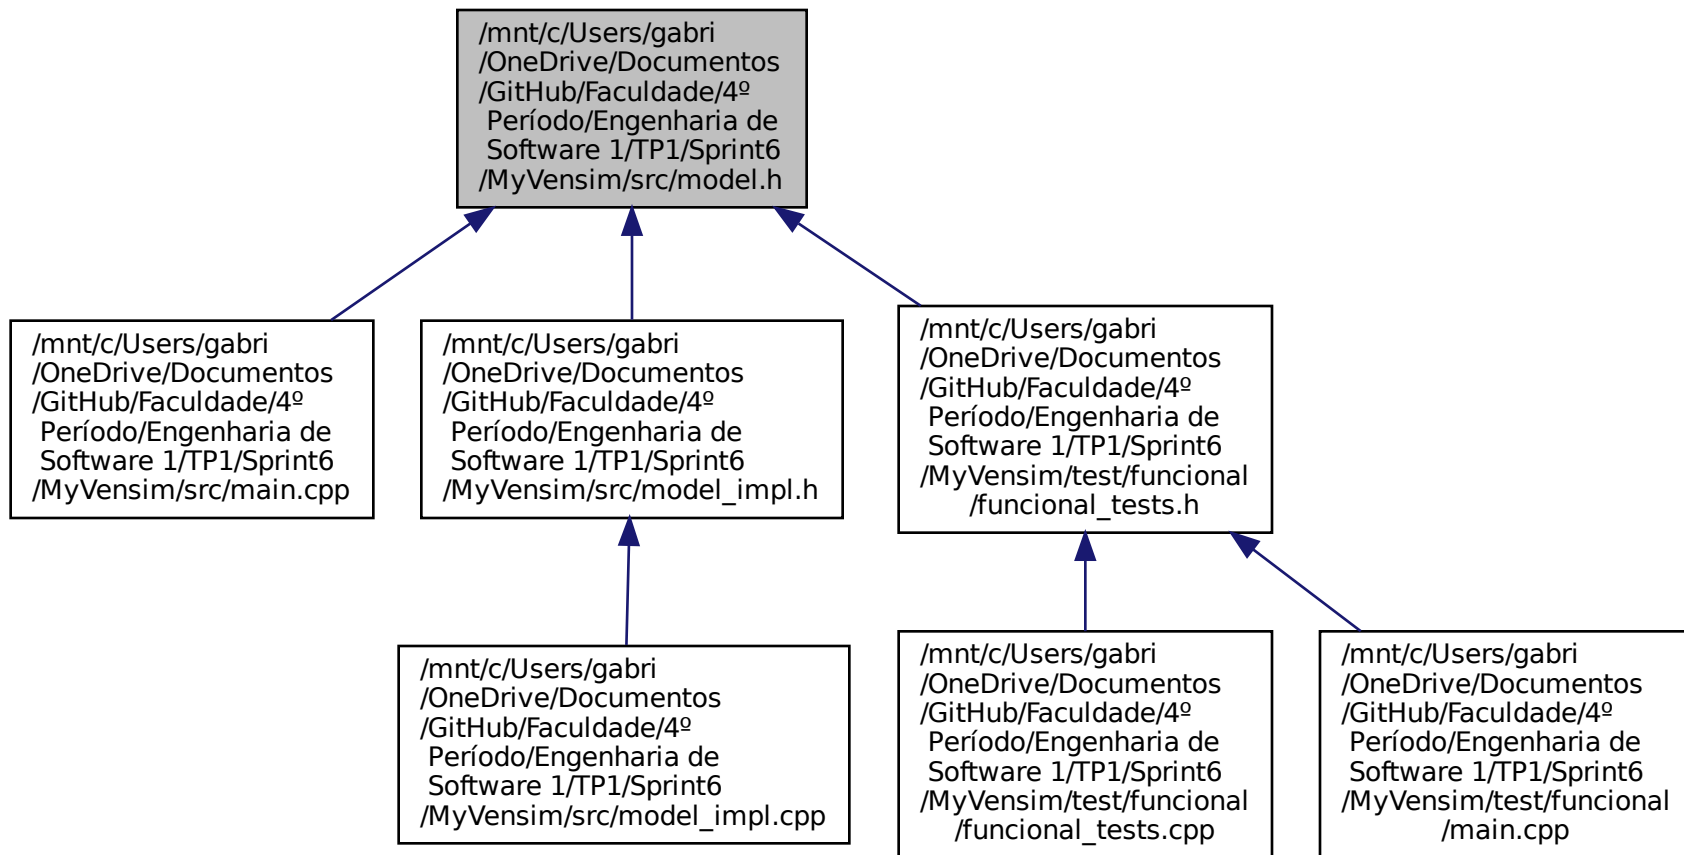 /mnt/c/Users/gabri
/OneDrive/Documentos
/GitHub/Faculdade/4º
Período/Engenharia de
Software 1/TP1/Sprint6
/MyVensim/src/model.h
/mnt/c/Users/gabri
/OneDrive/Documentos
/GitHub/Faculdade/4º
Período/Engenharia de
Software 1/TP1/Sprint6
/MyVensim/src/main.cpp
/mnt/c/Users/gabri
/OneDrive/Documentos
/GitHub/Faculdade/4º
Período/Engenharia de
Software 1/TP1/Sprint6
/MyVensim/src/model_impl.h
/mnt/c/Users/gabri
/OneDrive/Documentos
/GitHub/Faculdade/4º
Período/Engenharia de
Software 1/TP1/Sprint6
/MyVensim/test/funcional
/funcional_tests.h
/mnt/c/Users/gabri
/OneDrive/Documentos
/GitHub/Faculdade/4º
Período/Engenharia de
Software 1/TP1/Sprint6
/MyVensim/src/model_impl.cpp
/mnt/c/Users/gabri
/OneDrive/Documentos
/GitHub/Faculdade/4º
Período/Engenharia de
Software 1/TP1/Sprint6
/MyVensim/test/funcional
/funcional_tests.cpp
/mnt/c/Users/gabri
/OneDrive/Documentos
/GitHub/Faculdade/4º
Período/Engenharia de
Software 1/TP1/Sprint6
/MyVensim/test/funcional
/main.cpp